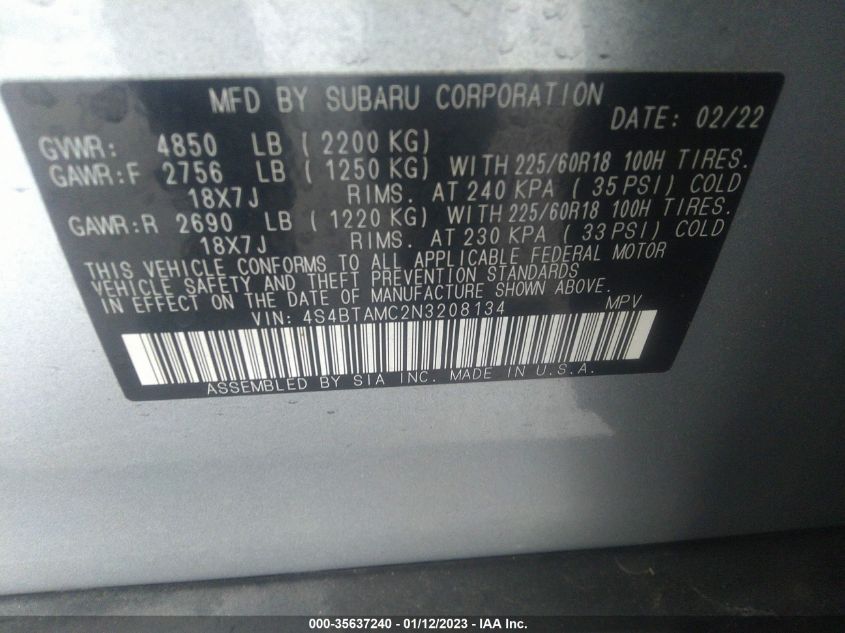 MFD BY SUBARU CORPORATION
DATE: 02/22
GVWR: 4850 LB ( 2200 KG)
GAWR:F 2756 LB ( 1250 KG) WITH 225/60R18 100H TIRES.
18X7J RIMS. AT 240 KPA ( 35 PSI) COLD
GAWR:R 2690 LB ( 1220 KG) WITH 225/60R18 100H TIRES.
18X7J RIMS. AT 230 KPA ( 33 PSI) COLD
THIS VEHICLE CONFORMS TO ALL APPLICABLE FEDERAL MOTOR
VEHICLE SAFETY AND THEFT PREVENTION STANDARDS
IN EFFECT ON THE DATE OF MANUFACTURE SHOWN ABOVE.
VIN: 4S4BTAMC2N3208134 MPV
ASSEMBLED BY SIA INC. MADE IN U.S.A.
000-35637240 - 01/12/2023 - IAA Inc.